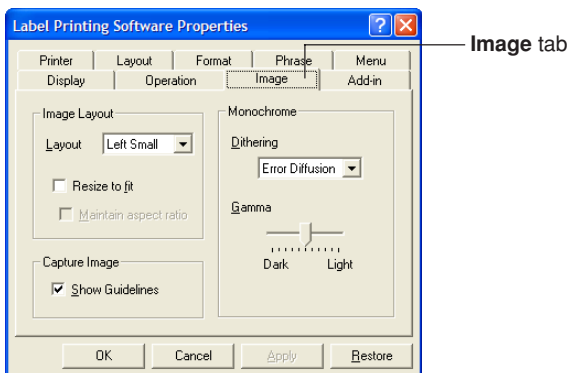 Label Printing Software Properties
Image tab
Printer Layout Format Phrase Menu
Display Operation Image Add-in
Image Layout
Layout Left Small
Resize to fit
Maintain aspect ratio
Capture Image
Show Guidelines
Monochrome
Dithering
Error Diffusion
Gamma
Dark Light
OK Cancel Apply Restore